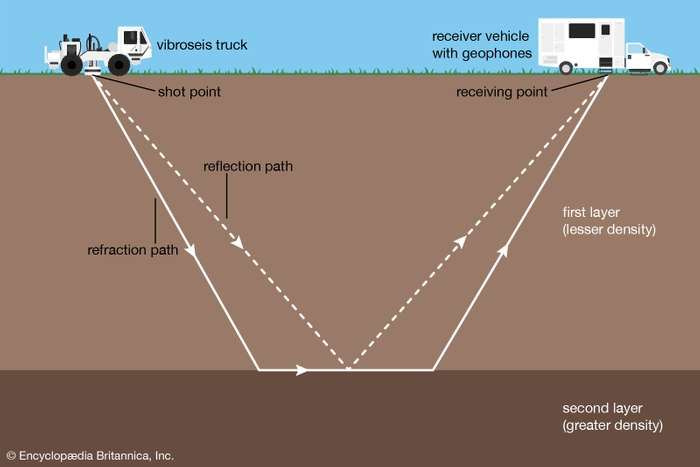 vibroseis truck
receiver vehicle
with geophones
shot point
receiving point
reflection path
refraction path
first layer
(lesser density)
second layer
(greater density)
© Encyclopædia Britannica, Inc.